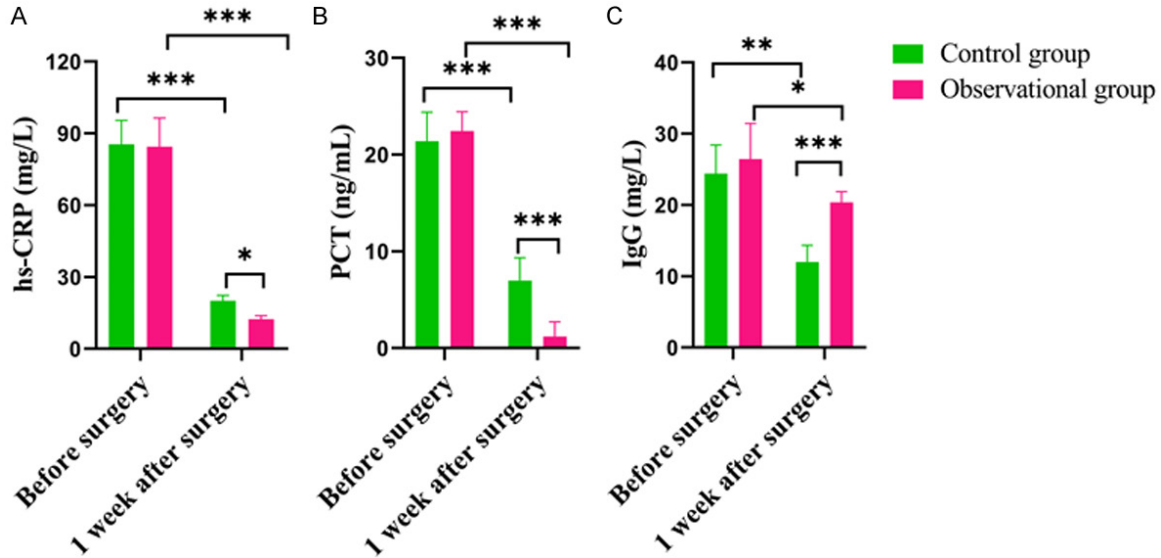 A
***
***
*
hs-CRP (mg/L)
120
90
60
30
0
Before surgery
1 week after surgery
B
***
***
***
PCT (ng/mL)
30
20
10
0
Before surgery
1 week after surgery
C
**
*
***
IgG (mg/L)
40
30
20
10
0
Before surgery
1 week after surgery
Control group
Observational group